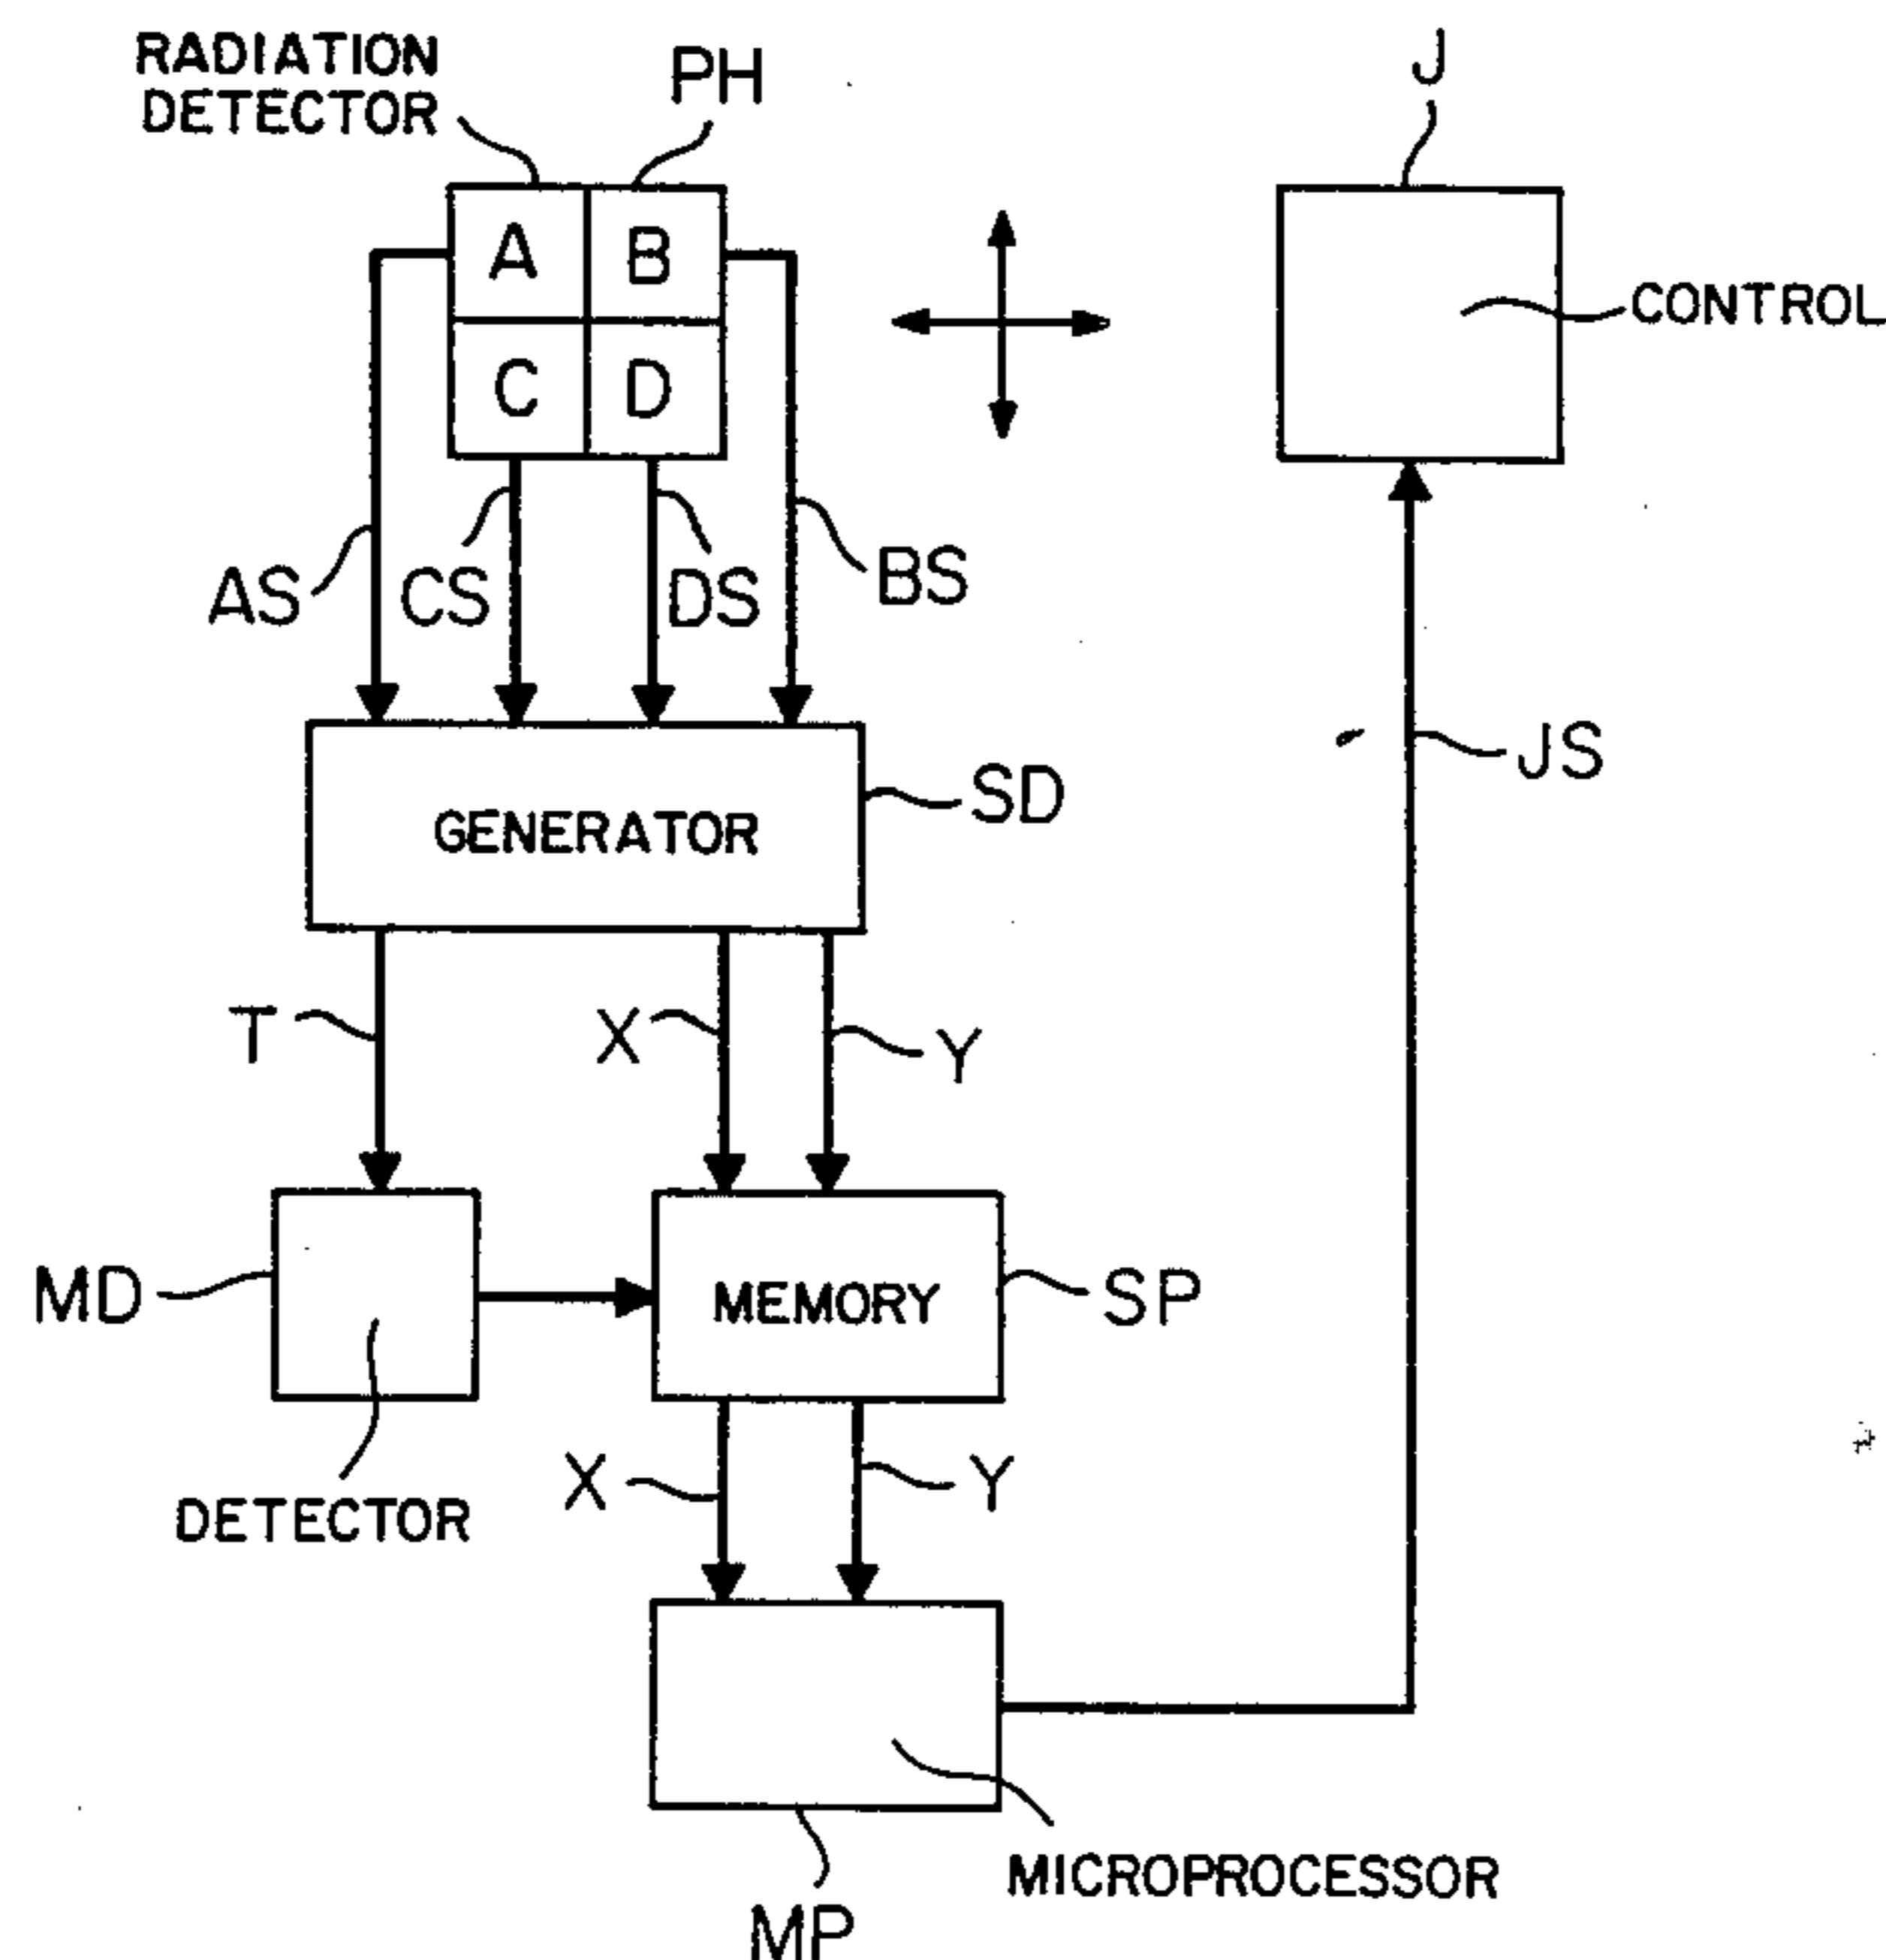 RADIATION
DETECTOR
PH
J
A
B
C
D
CONTROL
AS
CS
DS
BS
JS
GENERATOR
SD
T
X
Y
MD
MEMORY
SP
DETECTOR
X
Y
MICROPROCESSOR
MP